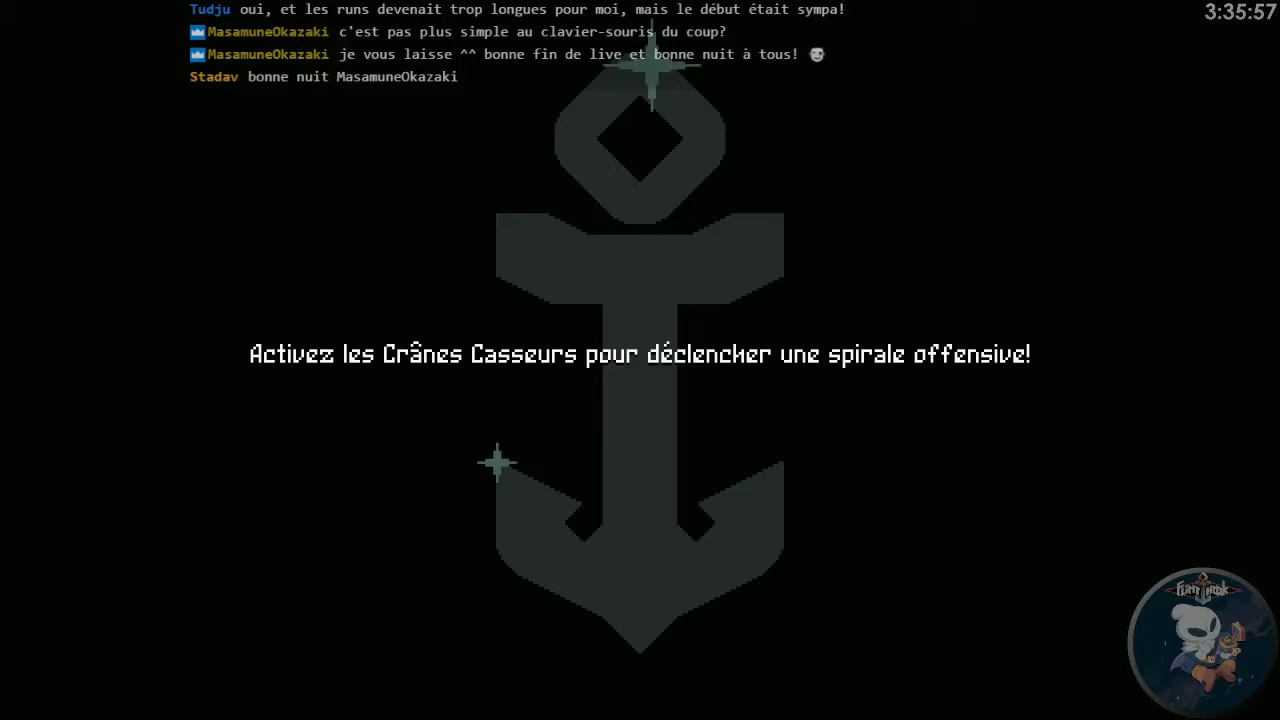 Tudju oui, et les runs devenait trop longues pour moi, mais le début était sympa!
3:35:57
MasamuneOkazaki c'est pas plus simple au clavier-souris du coup?
MasamuneOkazaki je vous laisse ^^ bonne fin de live et bonne nuit à tous!
Stadav bonne nuit MasamuneOkazaki
Activez les Crânes Casseurs pour déclencher une spirale offensive!
FLINTHOOK